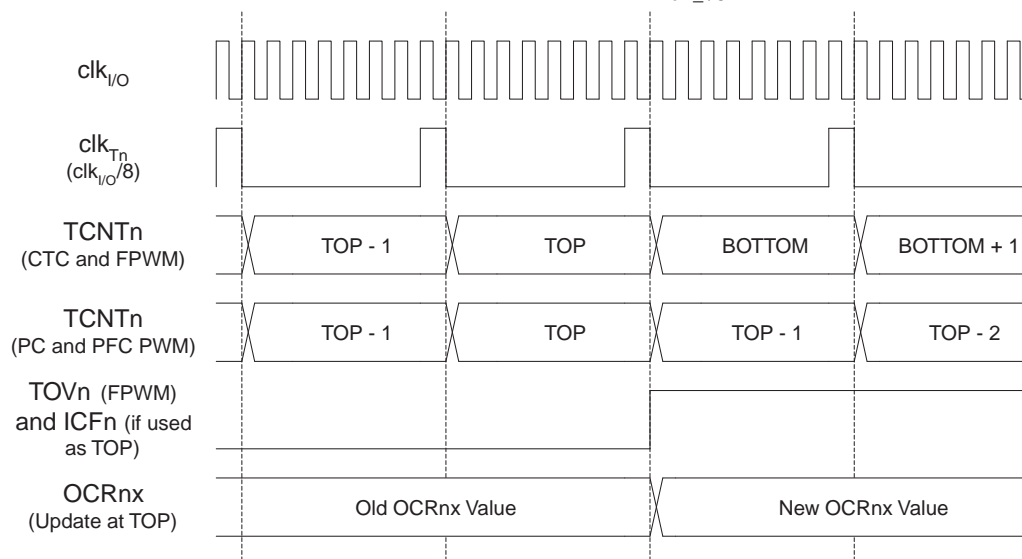 clkI/O
clkTn
(clkI/O/8)
TCNTn
(CTC and FPWM)
TOP - 1
TOP
BOTTOM
BOTTOM + 1
TCNTn
(PC and PFC PWM)
TOP - 1
TOP
TOP - 1
TOP - 2
TOVn (FPWM)
and ICFn (if used
as TOP)
OCRnx
(Update at TOP)
Old OCRnx Value
New OCRnx Value